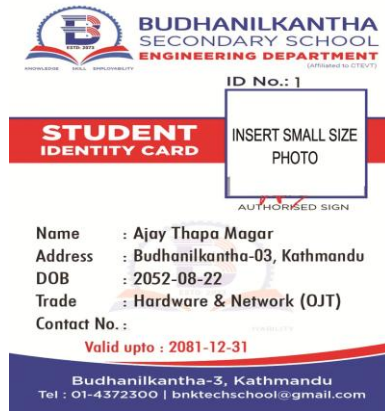 BUDHANILKANTHA
SECONDARY SCHOOL
ENGINEERING DEPARTMENT
(Affiliated to CTEVT)
ESTD: 2073
KNOWLEDGE SKILL EMPLOYABILITY
ID No.: 1
STUDENT
IDENTITY CARD
INSERT SMALL SIZE
PHOTO
AUTHORISED SIGN
Name : Ajay Thapa Magar
Address : Budhanilkantha-03, Kathmandu
DOB : 2052-08-22
Trade : Hardware & Network (OJT)
Contact No. :
Valid upto : 2081-12-31
Budhanilkantha-3, Kathmandu
Tel : 01-4372300 | bnktechschool@gmail.com